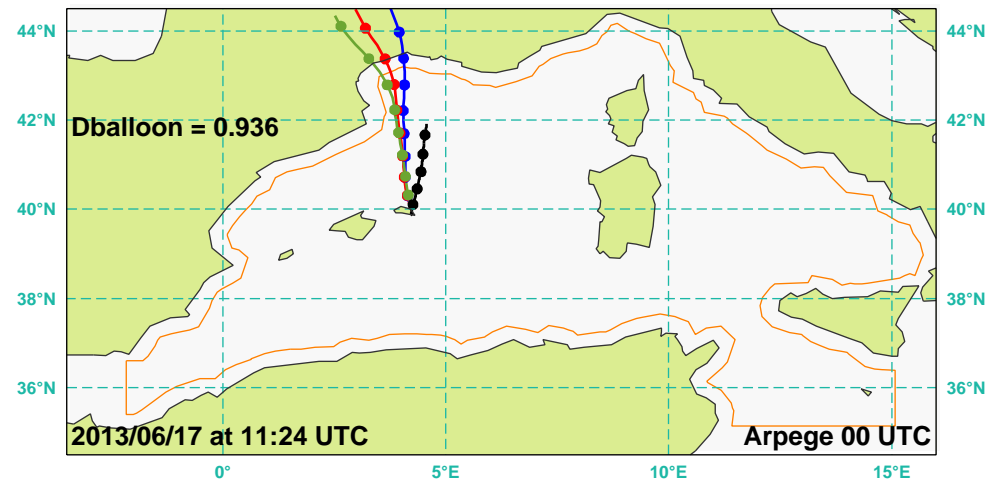 44°N 44°N
42°N 42°N
Dballoon = 0.936
40°N 40°N
38°N 38°N
36°N 36°N
2013/06/17 at 11:24 UTC Arpege 00 UTC
0° 5°E 10°E 15°E